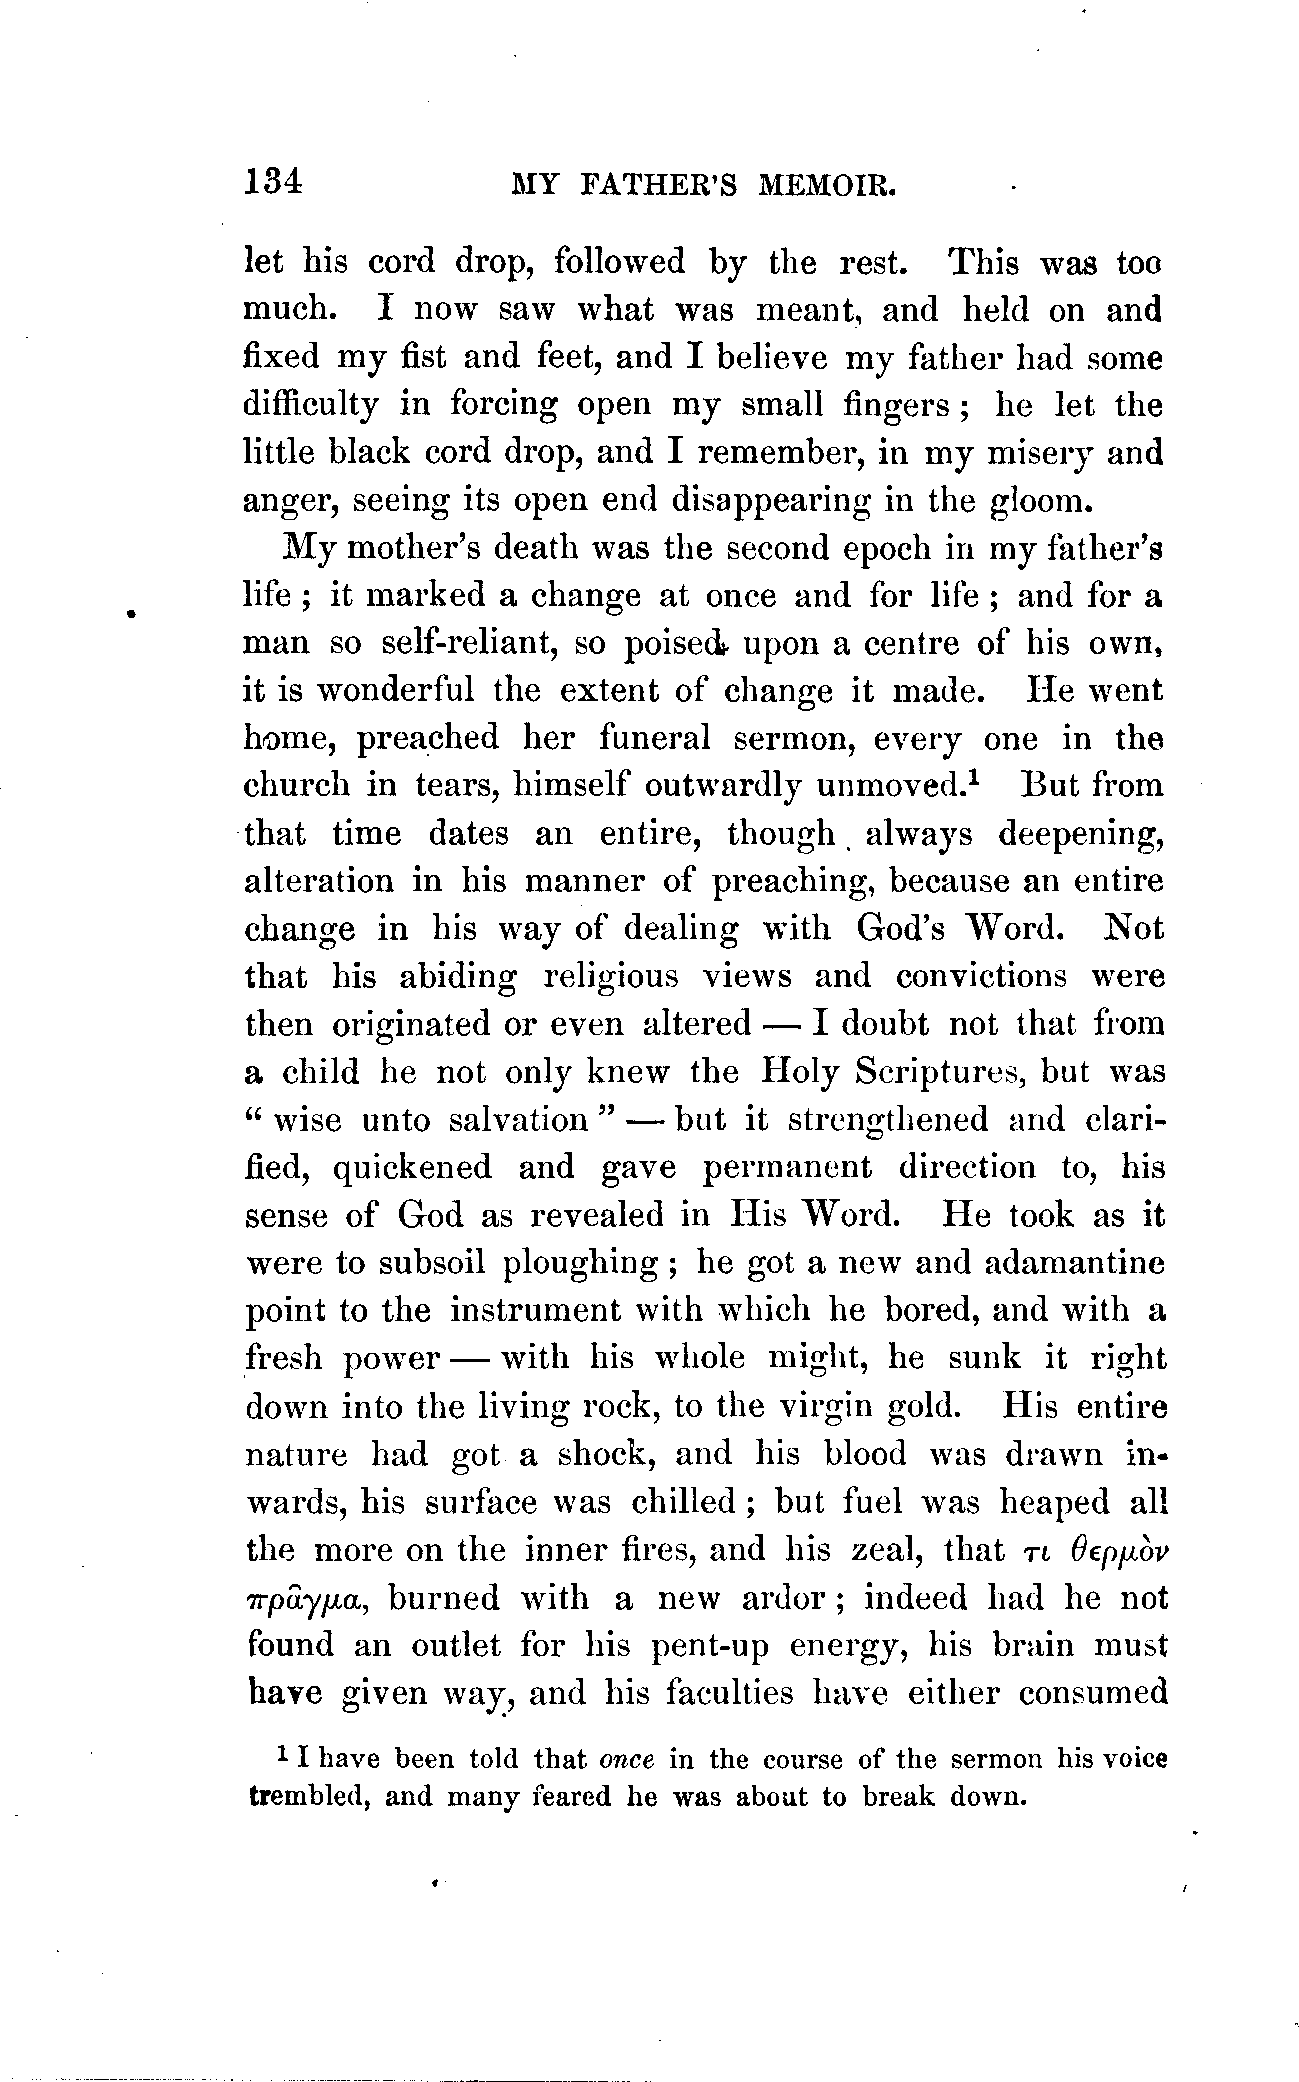 134 MY FATHER'S MEMOIR.
let his cord drop, followed by the rest. This was too
much. I now saw what was meant, and held on and
fixed my fist and feet, and I believe my father had some
difficulty in forcing open my small fingers; he let the
little black cord drop, and I remember, in my misery and
anger, seeing its open end disappearing in the gloom.
My mother's death was the second epoch in my father's
life; it marked a change at once and for life; and for a
man so self-reliant, so poised upon a centre of his own,
it is wonderful the extent of change it made. He went
home, preached her funeral sermon, every one in the
church in tears, himself outwardly unmoved.¹ But from
that time dates an entire, though always deepening,
alteration in his manner of preaching, because an entire
change in his way of dealing with God's Word. Not
that his abiding religious views and convictions were
then originated or even altered — I doubt not that from
a child he not only knew the Holy Scriptures, but was
“ wise unto salvation ” — but it strengthened and clari-
fied, quickened and gave permanent direction to, his
sense of God as revealed in His Word. He took as it
were to subsoil ploughing; he got a new and adamantine
point to the instrument with which he bored, and with a
fresh power — with his whole might, he sunk it right
down into the living rock, to the virgin gold. His entire
nature had got a shock, and his blood was drawn in-
wards, his surface was chilled; but fuel was heaped all
the more on the inner fires, and his zeal, that τι θερμὸν
πρᾶγμα, burned with a new ardor; indeed had he not
found an outlet for his pent-up energy, his brain must
have given way, and his faculties have either consumed
¹ I have been told that once in the course of the sermon his voice
trembled, and many feared he was about to break down.